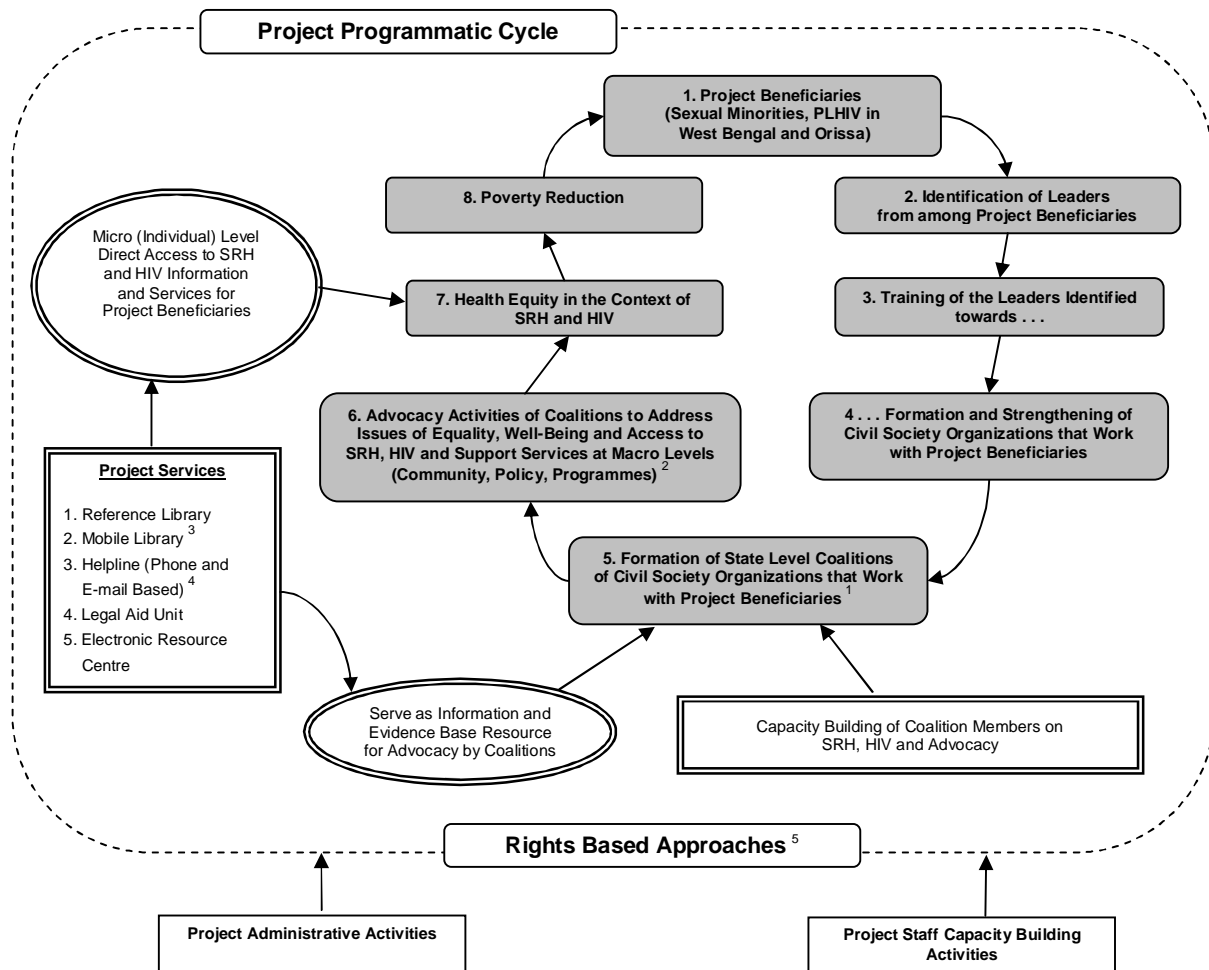 Project Programmatic Cycle
1. Project Beneficiaries
(Sexual Minorities, PLHIV in
West Bengal and Orissa)
8. Poverty Reduction
2. Identification of Leaders
from among Project Beneficiaries
Micro (Individual) Level
Direct Access to SRH
and HIV Information
and Services for
Project Beneficiaries
7. Health Equity in the Context of
SRH and HIV
3. Training of the Leaders Identified
towards . . .
6. Advocacy Activities of Coalitions to Address
Issues of Equality, Well-Being and Access to
SRH, HIV and Support Services at Macro Levels
(Community, Policy, Programmes) 2
4 . . . Formation and Strengthening of
Civil Society Organizations that Work
with Project Beneficiaries
Project Services
1. Reference Library
2. Mobile Library 3
3. Helpline (Phone and
E-mail Based) 4
4. Legal Aid Unit
5. Electronic Resource
Centre
5. Formation of State Level Coalitions
of Civil Society Organizations that Work
with Project Beneficiaries 1
Serve as Information and
Evidence Base Resource
for Advocacy by Coalitions
Capacity Building of Coalition Members on
SRH, HIV and Advocacy
Rights Based Approaches 5
Project Administrative Activities
Project Staff Capacity Building
Activities